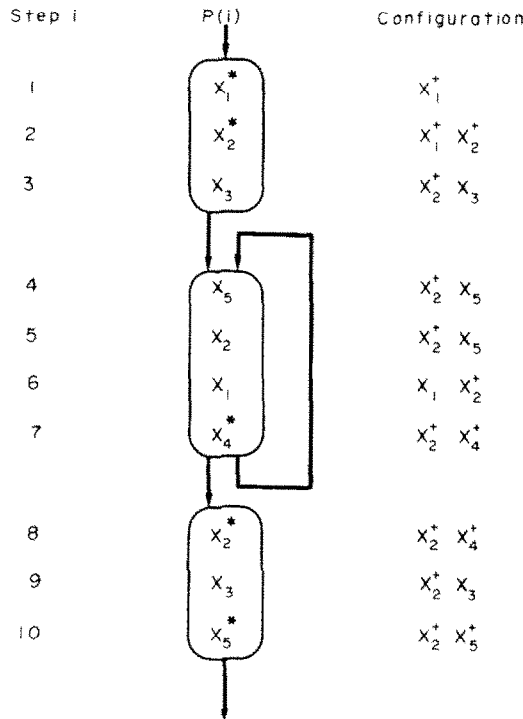 Step i P(i) Configuration
1 X₁* X₁⁺
2 X₂* X₁⁺ X₂⁺
3 X₃ X₂⁺ X₃
4 X₅ X₂⁺ X₅
5 X₂ X₂⁺ X₅
6 X₁ X₁ X₂⁺
7 X₄* X₂⁺ X₄⁺
8 X₂* X₂⁺ X₄⁺
9 X₃ X₂⁺ X₃
10 X₅* X₂⁺ X₅⁺